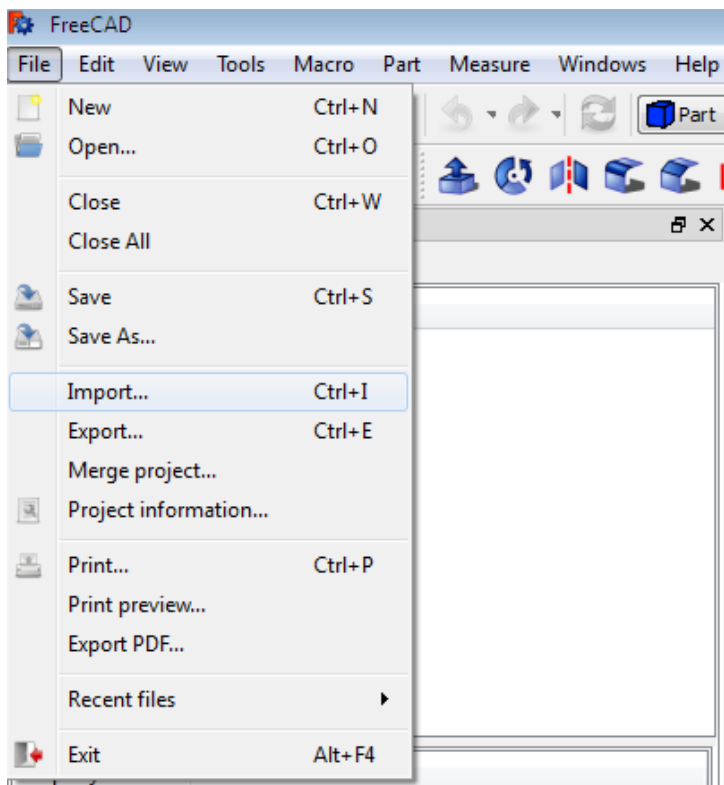 FreeCAD
File Edit View Tools Macro Part Measure Windows Help
New Ctrl+N
Part
Open... Ctrl+O
Close Ctrl+W
Close All
Save Ctrl+S
Save As...
Import... Ctrl+I
Export... Ctrl+E
Merge project...
Project information...
Print... Ctrl+P
Print preview...
Export PDF...
Recent files
Exit Alt+F4